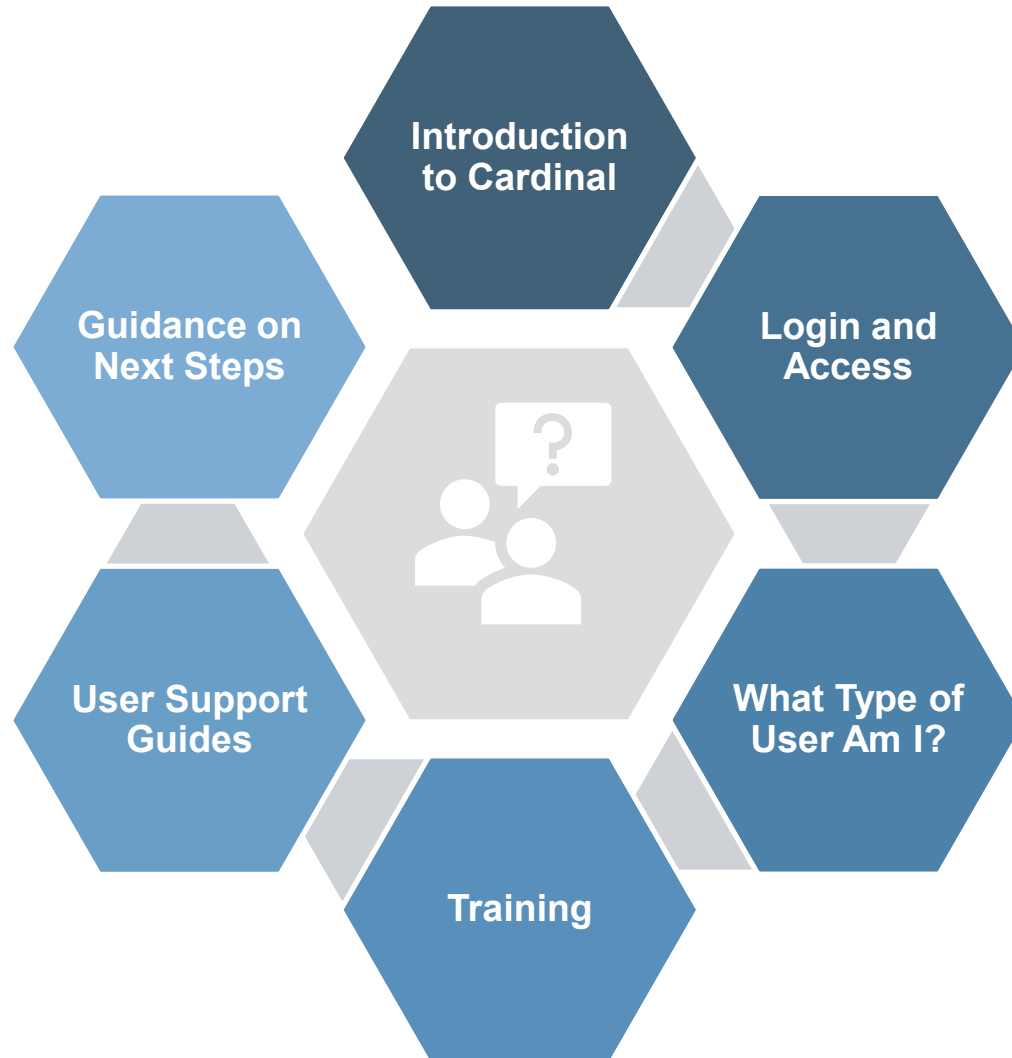 Introduction
to Cardinal
Login and
Access
What Type of
User Am I?
Training
User Support
Guides
Guidance on
Next Steps
?